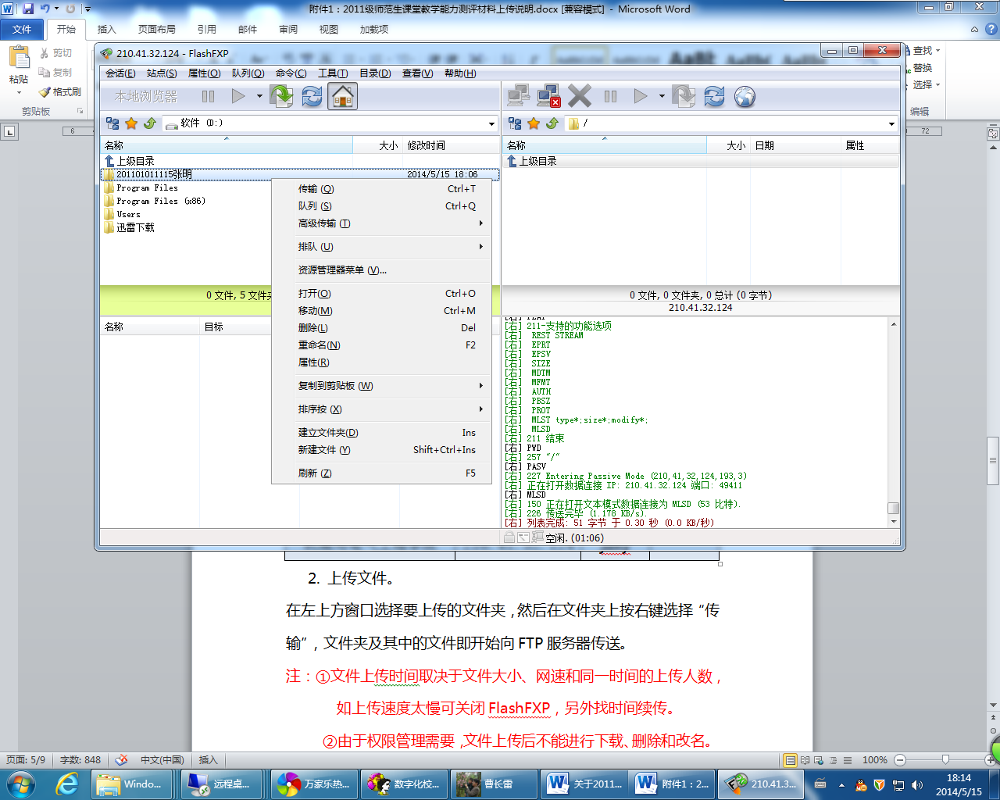 附件1：2011级师范生课堂教学能力测评材料上传说明.docx [兼容模式] - Microsoft Word
文件 开始 插入 页面布局 引用 邮件 审阅 视图 加载项
剪切
复制
格式刷
粘贴
剪贴板
查找
替换
选择
编辑
210.41.32.124 - FlashFXP
会话(E) 站点(S) 属性(O) 队列(Q) 命令(C) 工具(T) 目录(D) 查看(V) 帮助(H)
本地浏览器
软件 (D:)
/
名称 大小 修改时间
名称 大小 日期 属性
上级目录
上级目录
201101011115张明 2014/5/15 18:06
Program Files
Program Files (x86)
Users
迅雷下载
传输 (Q) Ctrl+T
队列 (S) Ctrl+Q
高级传输 (T)
排队 (U)
资源管理器菜单 (V)...
打开(O) Ctrl+O
移动(M) Ctrl+M
删除(L) Del
重命名(N) F2
属性(R)
复制到剪贴板 (W)
排序按 (X)
建立文件夹(D) Ins
新建文件 (Y) Shift+Ctrl+Ins
刷新 (Z) F5
0 文件, 5 文件夹
0 文件, 0 文件夹, 0 总计 (0 字节)
210.41.32.124
名称 目标
[右] 211-支持的功能选项
[右] REST STREAM
[右] EPRT
[右] EPSV
[右] SIZE
[右] MDTM
[右] MFMT
[右] AUTH
[右] PBSZ
[右] PROT
[右] MLST type*;size*;modify*;
[右] MLSD
[右] 211 结束
[右] PWD
[右] 257 "/"
[右] PASV
[右] 227 Entering Passive Mode (210,41,32,124,193,3)
[右] 正在打开数据连接 IP: 210.41.32.124 端口: 49411
[右] MLSD
[右] 150 正在打开文本模式数据连接为 MLSD (53 比特).
[右] 226 传送完毕 (1.178 KB/s).
[右] 列表完成: 51 字节 于 0.30 秒 (0.0 KB/秒)
空闲. (01:06)
6
72
2. 上传文件。
在左上方窗口选择要上传的文件夹，然后在文件夹上按右键选择“传
输”，文件夹及其中的文件即开始向 FTP 服务器传送。
注：①文件上传时间取决于文件大小、网速和同一时间的上传人数，
如上传速度太慢可关闭 FlashFXP，另外找时间续传。
②由于权限管理需要，文件上传后不能进行下载、删除和改名。
页面: 5/9 字数: 848 中文(中国) 插入 100%
Windo... 远程桌... 万家乐热... 数字化校... 曹长雷 关于2011... 附件1：2... 210.41.3...
18:14
2014/5/15